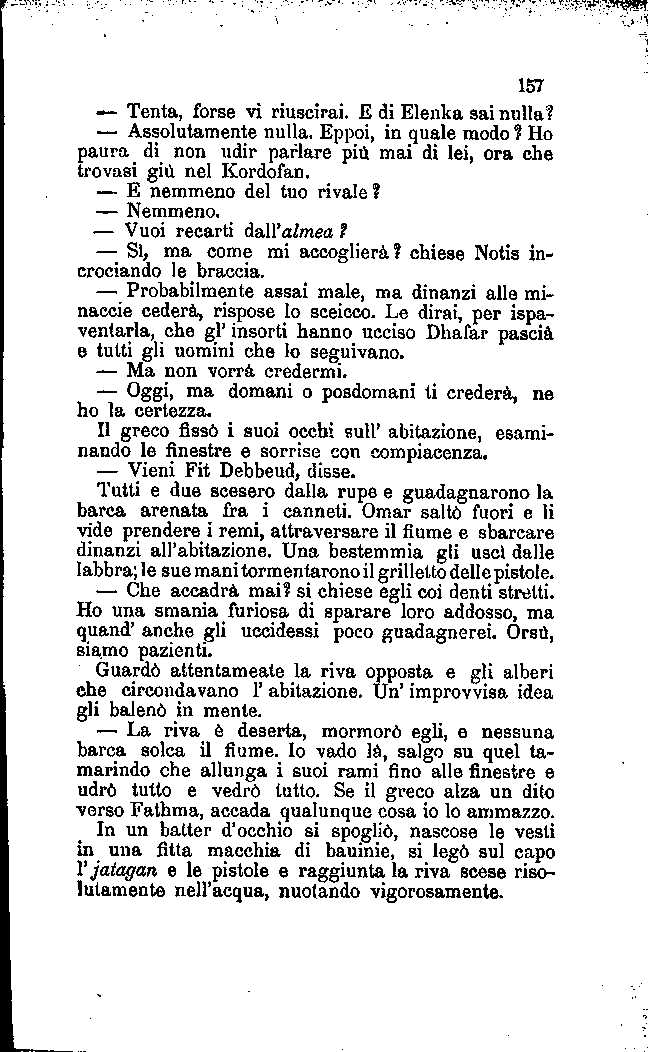 157
— Tenta, forse vi riuscirai. E di Elenka sai nulla?
— Assolutamente nulla. Eppoi, in quale modo? Ho
paura di non udir parlare più mai di lei, ora che
trovasi giù nel Kordofan.
— E nemmeno del tuo rivale?
— Nemmeno.
— Vuoi recarti dall'almea?
— Sì, ma come mi accoglierà? chiese Notis in-
crociando le braccia.
— Probabilmente assai male, ma dinanzi alle mi-
naccie cederà, rispose lo sceicco. Le dirai, per ispa-
ventarla, che gl' insorti hanno ucciso Dhafar pascià
e tutti gli uomini che lo seguivano.
— Ma non vorrà credermi.
— Oggi, ma domani o posdomani ti crederà, ne
ho la certezza.
Il greco fissò i suoi occhi sull' abitazione, esami-
nando le finestre e sorrise con compiacenza.
— Vieni Fit Debbeud, disse.
Tutti e due scesero dalla rupe e guadagnarono la
barca arenata fra i canneti. Omar saltò fuori e li
vide prendere i remi, attraversare il fiume e sbarcare
dinanzi all'abitazione. Una bestemmia gli uscì dalle
labbra; le sue mani tormentarono il grilletto delle pistole.
— Che accadrà mai? si chiese egli coi denti stretti.
Ho una smania furiosa di sparare loro addosso, ma
quand' anche gli uccidessi poco guadagnerei. Orsù,
siamo pazienti.
Guardò attentameate la riva opposta e gli alberi
che circondavano l' abitazione. Un' improvvisa idea
gli balenò in mente.
— La riva è deserta, mormorò egli, e nessuna
barca solca il fiume. Io vado là, salgo su quel ta-
marindo che allunga i suoi rami fino alle finestre e
udrò tutto e vedrò tutto. Se il greco alza un dito
verso Fathma, accada qualunque cosa io lo ammazzo.
In un batter d'occhio si spogliò, nascose le vesti
in una fitta macchia di bauinie, si legò sul capo
l'jatagan e le pistole e raggiunta la riva scese riso-
lutamente nell'acqua, nuotando vigorosamente.